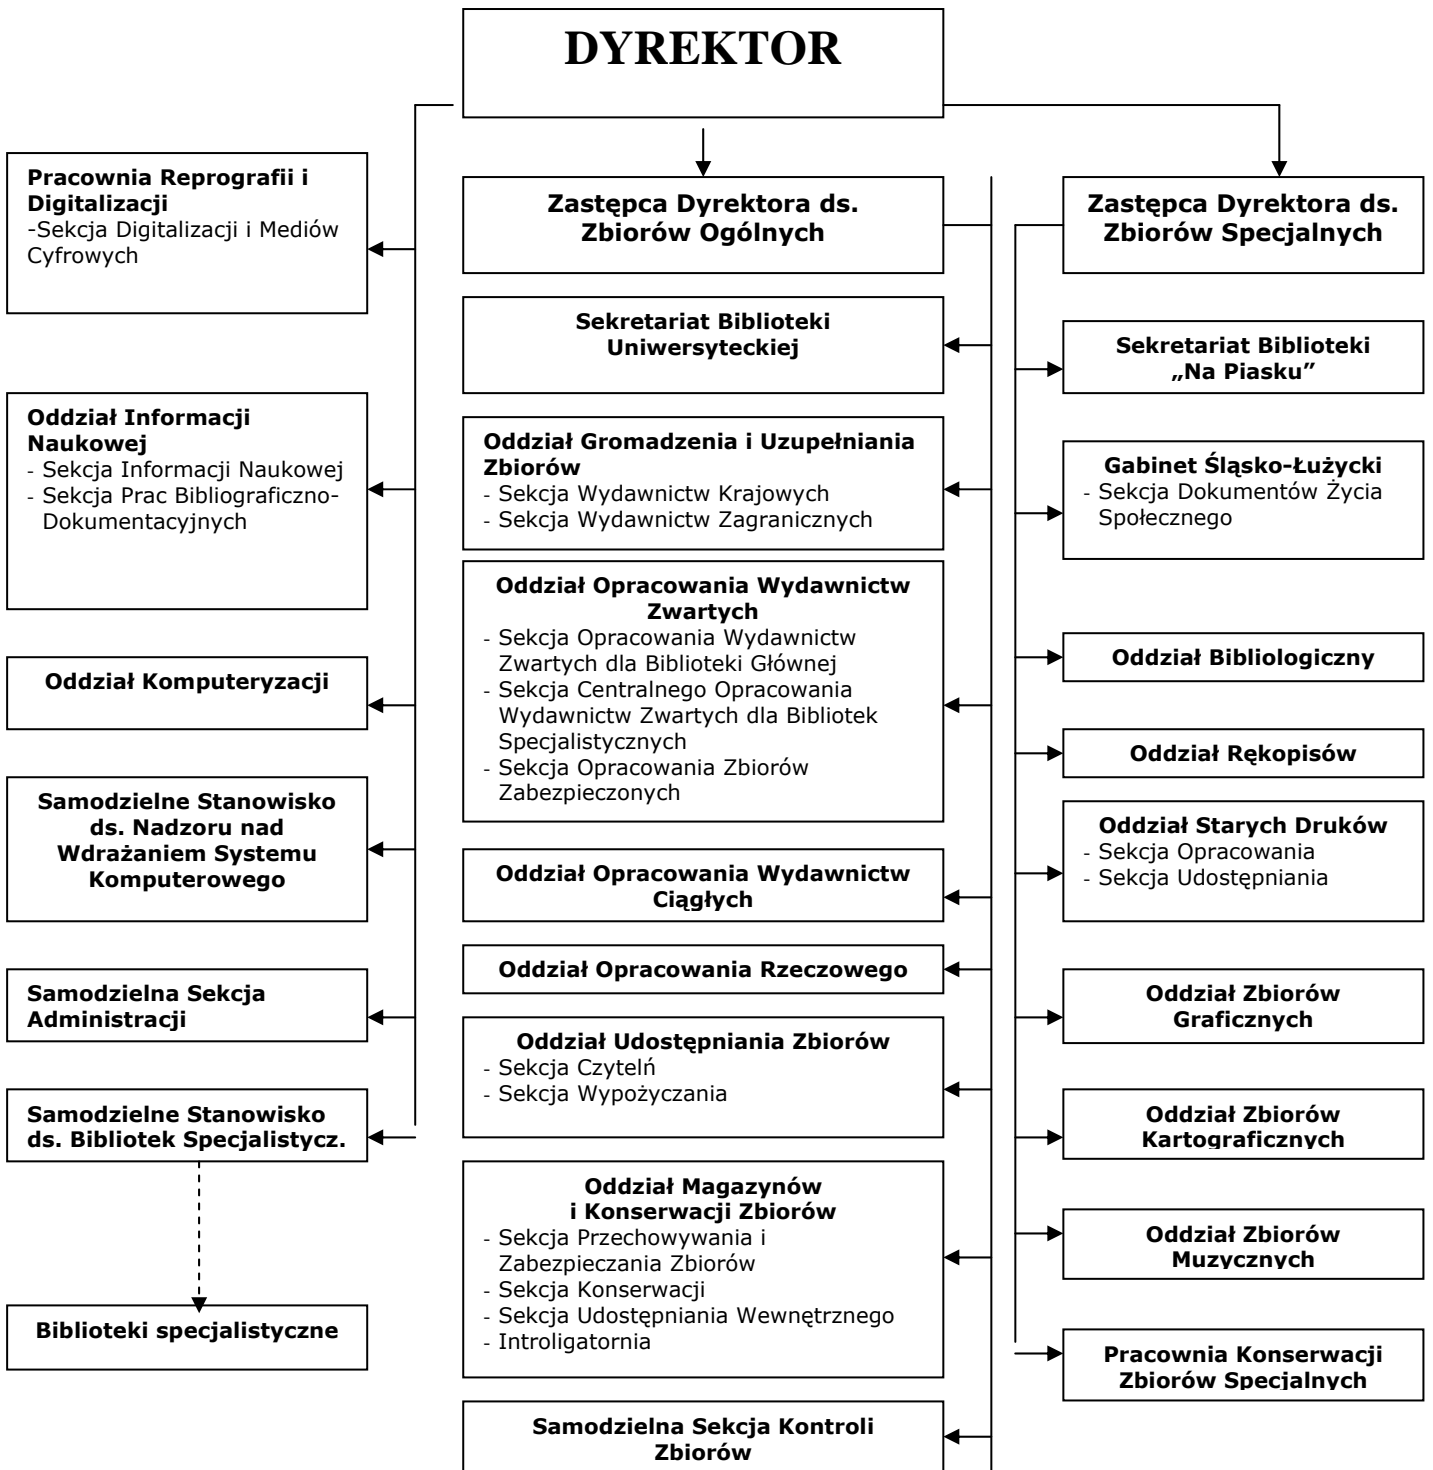 DYREKTOR
Pracownia Reprografii i
Digitalizacji
-Sekcja Digitalizacji i Mediów
Cyfrowych
Oddział Informacji
Naukowej
- Sekcja Informacji Naukowej
- Sekcja Prac Bibliograficzno-
Dokumentacyjnych
Oddział Komputeryzacji
Samodzielne Stanowisko
ds. Nadzoru nad
Wdrażaniem Systemu
Komputerowego
Samodzielna Sekcja
Administracji
Samodzielne Stanowisko
ds. Bibliotek Specjalistycz.
Biblioteki specjalistyczne
Zastępca Dyrektora ds.
Zbiorów Ogólnych
Sekretariat Biblioteki
Uniwersyteckiej
Oddział Gromadzenia i Uzupełniania
Zbiorów
- Sekcja Wydawnictw Krajowych
- Sekcja Wydawnictw Zagranicznych
Oddział Opracowania Wydawnictw
Zwartych
- Sekcja Opracowania Wydawnictw
Zwartych dla Biblioteki Głównej
- Sekcja Centralnego Opracowania
Wydawnictw Zwartych dla Bibliotek
Specjalistycznych
- Sekcja Opracowania Zbiorów
Zabezpieczonych
Oddział Opracowania Wydawnictw
Ciągłych
Oddział Opracowania Rzeczowego
Oddział Udostępniania Zbiorów
- Sekcja Czytelń
- Sekcja Wypożyczania
Oddział Magazynów
i Konserwacji Zbiorów
- Sekcja Przechowywania i
Zabezpieczania Zbiorów
- Sekcja Konserwacji
- Sekcja Udostępniania Wewnętrznego
- Introligatornia
Samodzielna Sekcja Kontroli
Zbiorów
Zastępca Dyrektora ds.
Zbiorów Specjalnych
Sekretariat Biblioteki
„Na Piasku”
Gabinet Śląsko-Łużycki
- Sekcja Dokumentów Życia
Społecznego
Oddział Bibliologiczny
Oddział Rękopisów
Oddział Starych Druków
- Sekcja Opracowania
- Sekcja Udostępniania
Oddział Zbiorów
Graficznych
Oddział Zbiorów
Kartograficznych
Oddział Zbiorów
Muzycznych
Pracownia Konserwacji
Zbiorów Specjalnych